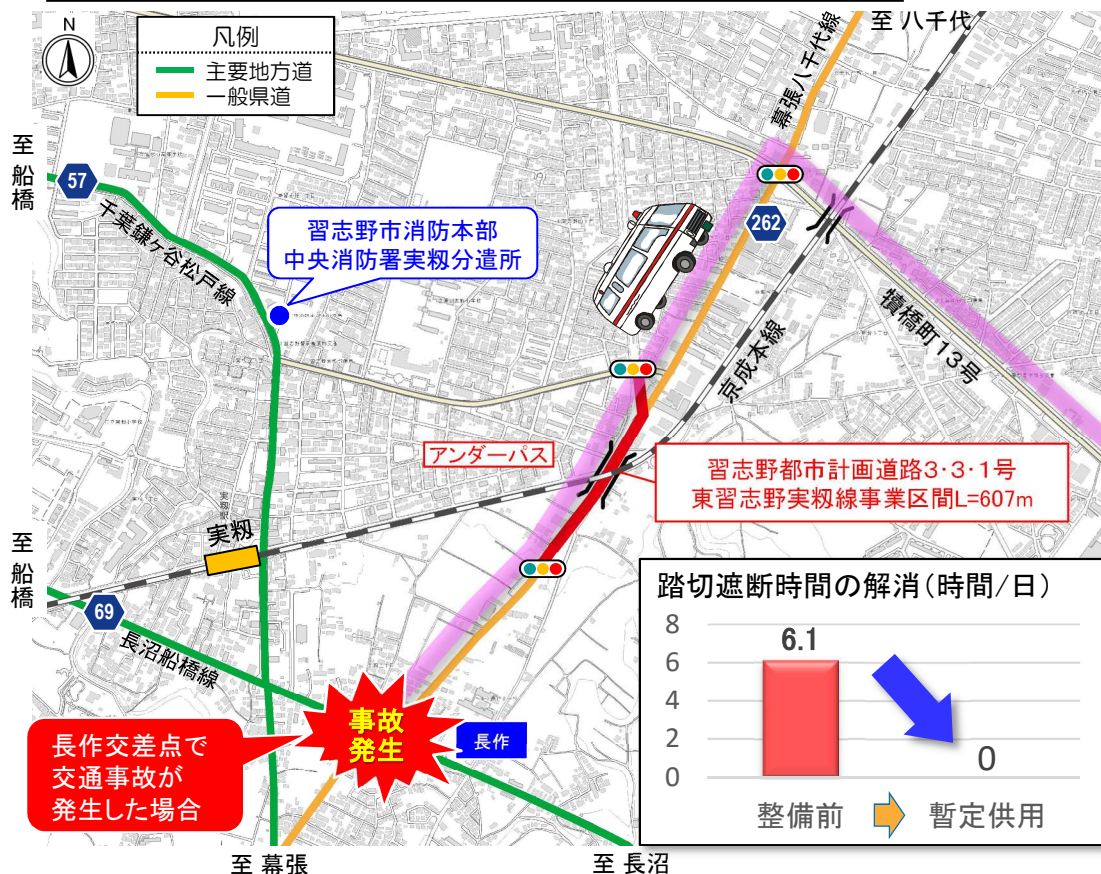 N
凡例
主要地方道
一般県道
至 八千代
幕張八千代線
至 船橋
57
千葉鎌ヶ谷松戸線
習志野市消防本部
中央消防署実籾分遣所
262
京成本線
犢橋町13号
アンダーパス
習志野都市計画道路3・3・1号
東習志野実籾線事業区間L=607m
実籾駅
実籾
至 船橋
69
長沼船橋線
事故
発生
長作
長作交差点で
交通事故が
発生した場合
至 幕張
至 長沼
踏切遮断時間の解消(時間/日)
8
6
4
2
0
6.1
0
整備前
暫定供用